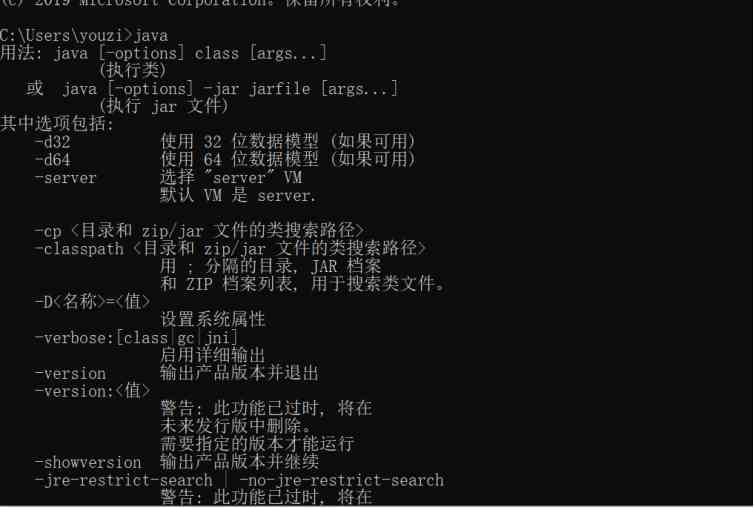 (c) 2019 Microsoft Corporation。保留所有权利。
C:\Users\youzi>java
用法: java [-options] class [args...]
(执行类)
或  java [-options] -jar jarfile [args...]
(执行 jar 文件)
其中选项包括:
-d32 使用 32 位数据模型 (如果可用)
-d64 使用 64 位数据模型 (如果可用)
-server 选择 "server" VM
默认 VM 是 server.
-cp <目录和 zip/jar 文件的类搜索路径>
-classpath <目录和 zip/jar 文件的类搜索路径>
用 ; 分隔的目录, JAR 档案
和 ZIP 档案列表, 用于搜索类文件。
-D<名称>=<值>
设置系统属性
-verbose:[class|gc|jni]
启用详细输出
-version 输出产品版本并退出
-version:<值>
警告: 此功能已过时, 将在
未来发行版中删除。
需要指定的版本才能运行
-showversion 输出产品版本并继续
-jre-restrict-search | -no-jre-restrict-search
警告: 此功能已过时, 将在